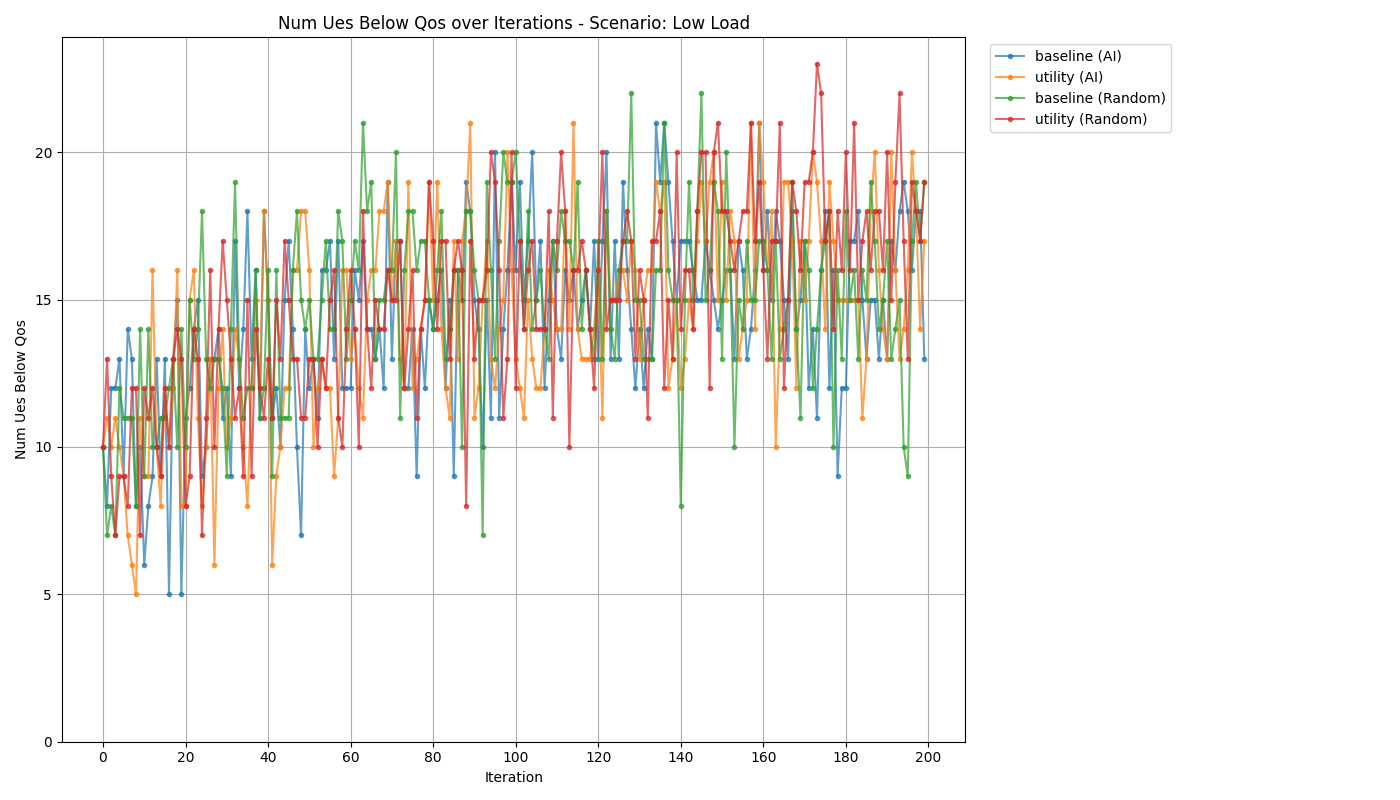 Num Ues Below Qos over Iterations - Scenario: Low Load
baseline (AI)
utility (AI)
baseline (Random)
utility (Random)
Num Ues Below Qos
20
15
10
5
0
0 20 40 60 80 100 120 140 160 180 200
Iteration